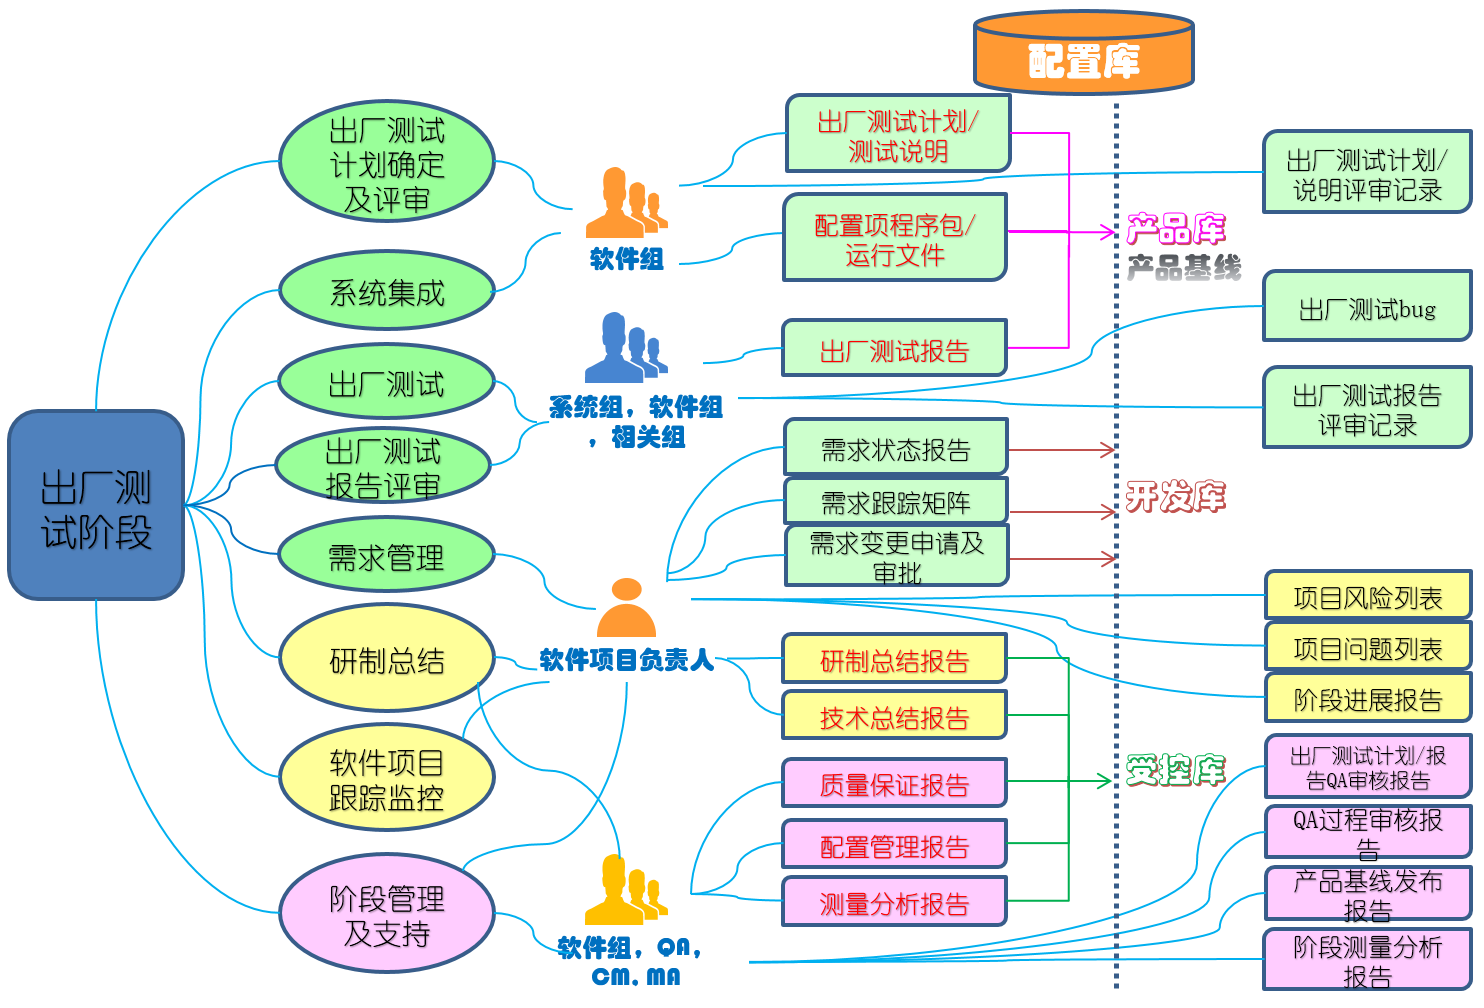 配置库
出厂测试
计划确定
及评审
系统集成
出厂测试
出厂测试
报告评审
需求管理
研制总结
软件项目
跟踪监控
阶段管理
及支持
出厂测
试阶段
软件组
系统组，软件组
，相关组
软件项目负责人
软件组，QA，
CM, MA
出厂测试计划/
测试说明
配置项程序包/
运行文件
出厂测试报告
需求状态报告
需求跟踪矩阵
需求变更申请及
审批
研制总结报告
技术总结报告
质量保证报告
配置管理报告
测量分析报告
产品库
产品基线
开发库
受控库
出厂测试计划/
说明评审记录
出厂测试bug
出厂测试报告
评审记录
项目风险列表
项目问题列表
阶段进展报告
出厂测试计划/报
告QA审核报告
QA过程审核报
告
产品基线发布
报告
阶段测量分析
报告